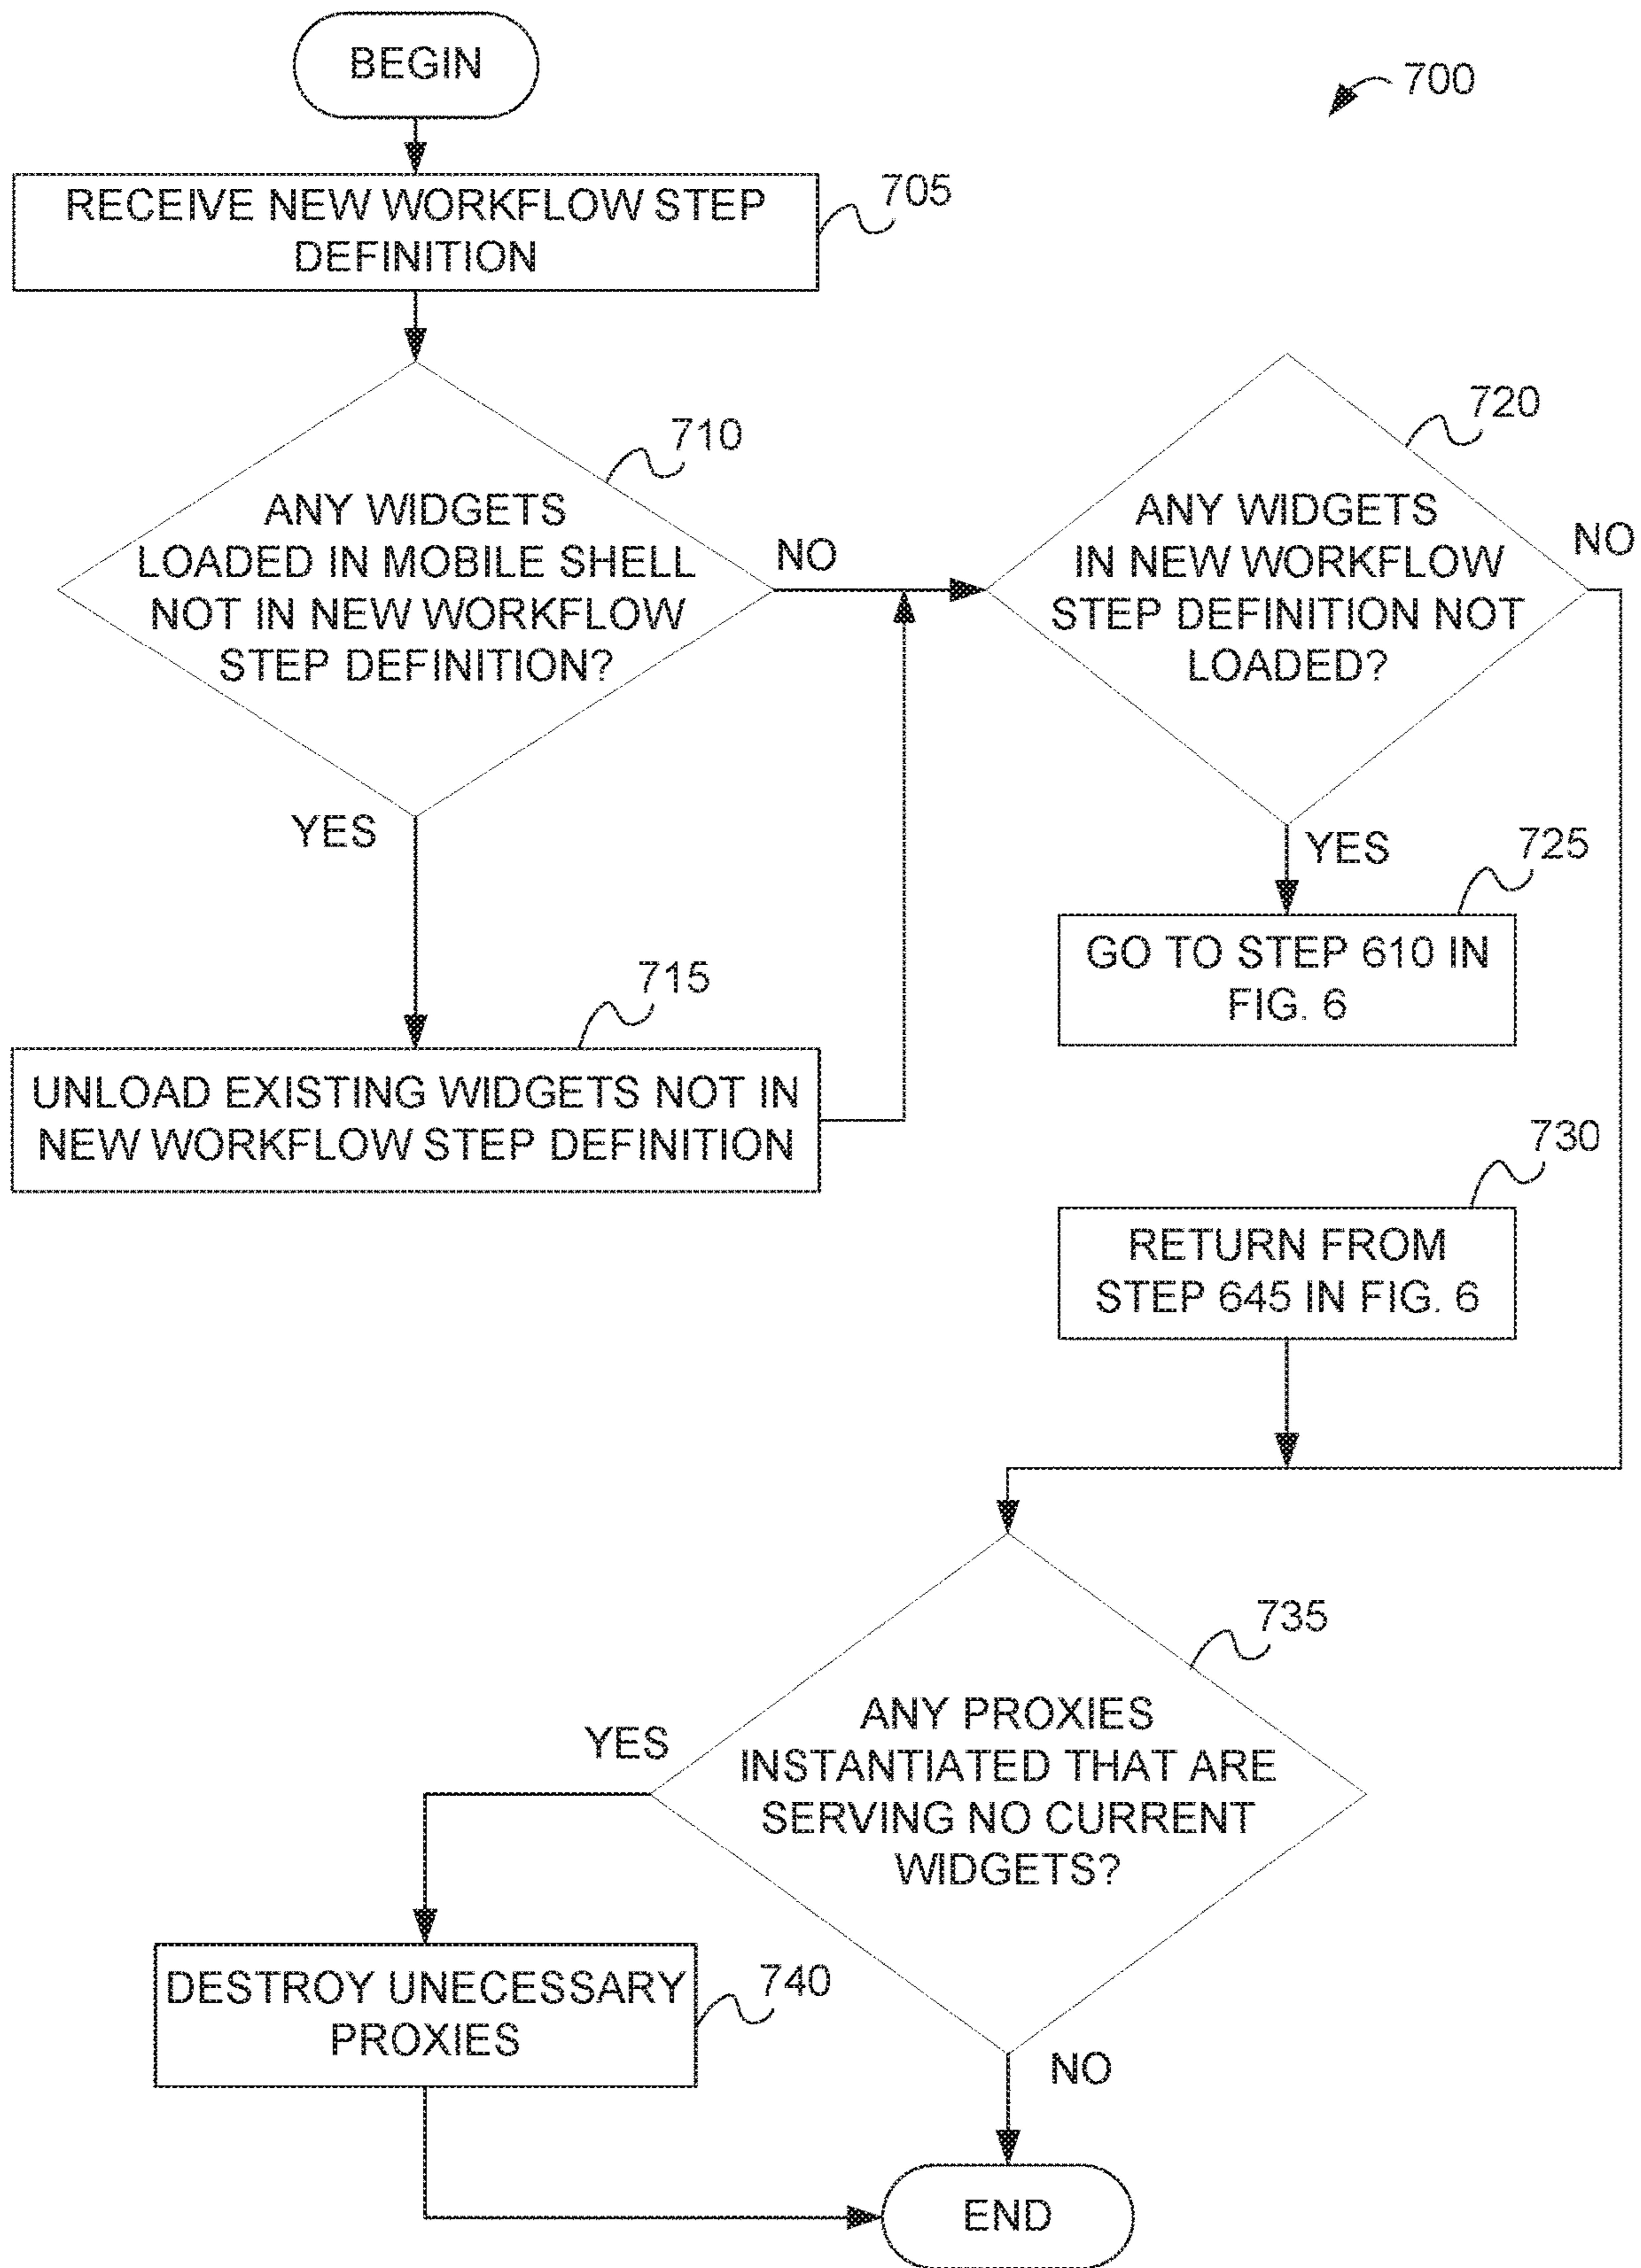 BEGIN
700
RECEIVE NEW WORKFLOW STEP
DEFINITION
705
710
ANY WIDGETS
LOADED IN MOBILE SHELL
NOT IN NEW WORKFLOW
STEP DEFINITION?
NO
YES
715
UNLOAD EXISTING WIDGETS NOT IN
NEW WORKFLOW STEP DEFINITION
720
ANY WIDGETS
IN NEW WORKFLOW
STEP DEFINITION NOT
LOADED?
NO
YES
725
GO TO STEP 610 IN
FIG. 6
730
RETURN FROM
STEP 645 IN FIG. 6
735
ANY PROXIES
INSTANTIATED THAT ARE
SERVING NO CURRENT
WIDGETS?
YES
740
DESTROY UNECESSARY
PROXIES
NO
END